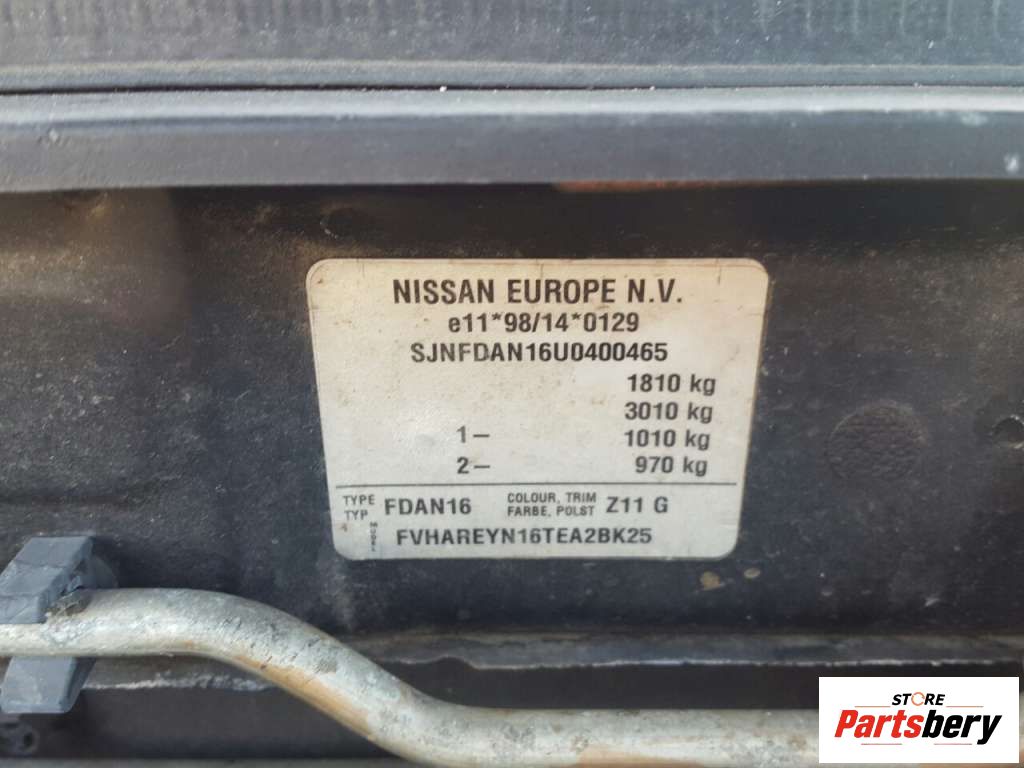 NISSAN EUROPE N.V.
e11*98/14*0129
SJNFDAN16U0400465
1810 kg
3010 kg
1– 1010 kg
2– 970 kg
TYPE TYP FDAN16 COLOUR, TRIM FARBE, POLST Z11 G
MODEL FVHAREYN16TEA2BK25
STORE
Partsbery